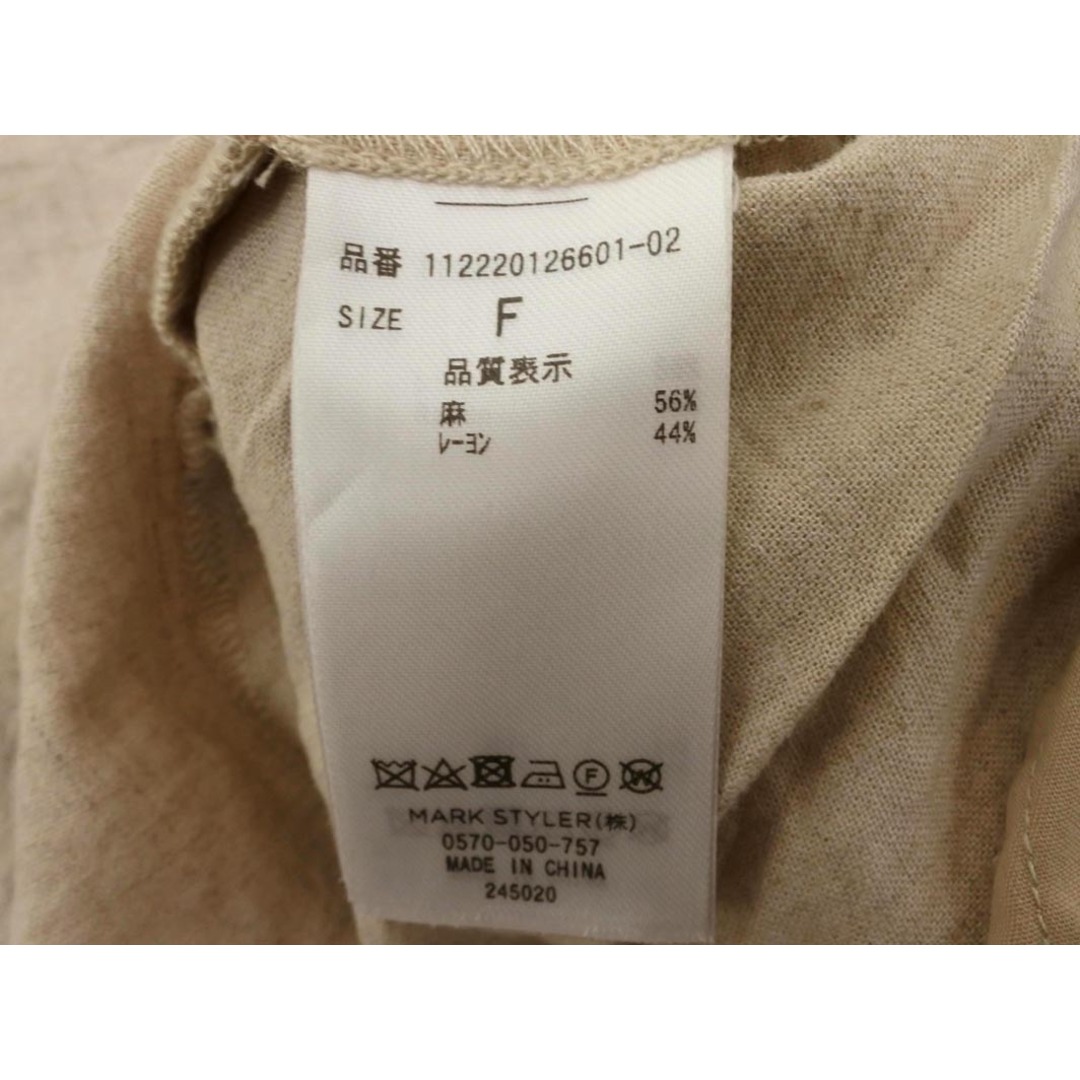 品番 112220126601-02
SIZE F
品質表示
麻 56%
ﾚｰﾖﾝ 44%
F W
MARK STYLER(株)
0570-050-757
MADE IN CHINA
245020